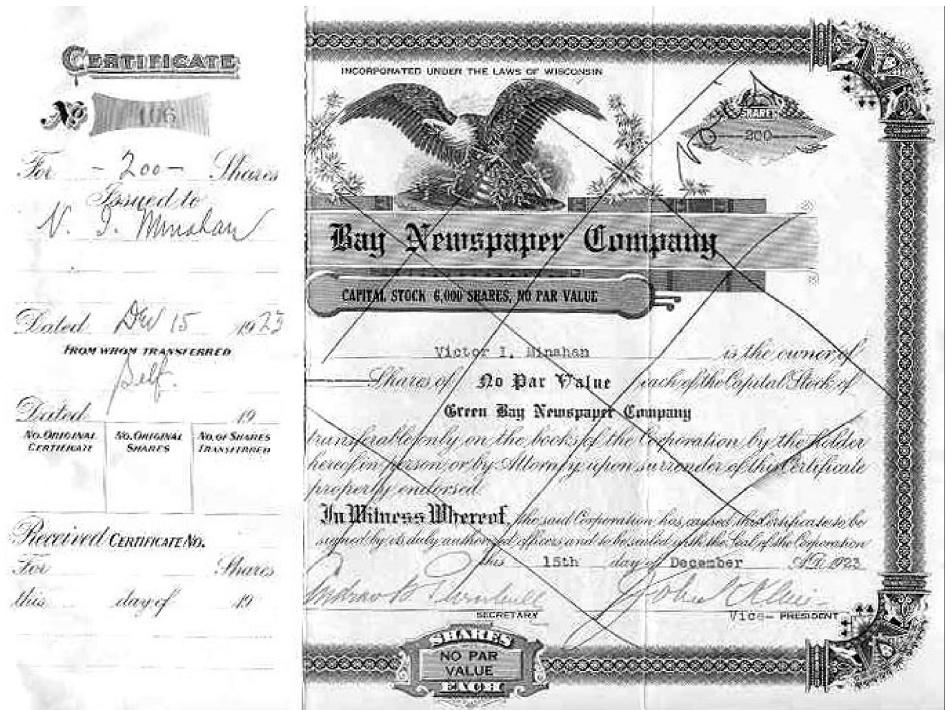 CERTIFICATE
No 106
For -200- Shares
Issued to
V. I. Minahan
Dated Dec 15 1923
FROM WHOM TRANSFERRED
Self.
Dated 19
NO. ORIGINAL CERTIFICATE
NO. ORIGINAL SHARES
NO. OF SHARES TRANSFERRED
Received CERTIFICATE NO.
For Shares
this day of 19
INCORPORATED UNDER THE LAWS OF WISCONSIN
SHARES
200
Bay Newspaper Company
CAPITAL STOCK 6,000 SHARES, NO PAR VALUE
Victor I. Minahan is the owner of
Shares of No Par Value each of the Capital Stock of
Green Bay Newspaper Company
transferable only on the books of the Corporation by the Holder
hereof in person or by Attorney upon surrender of this Certificate
properly endorsed.
In Witness Whereof, the said Corporation has caused this Certificate to be
signed by its duly authorized officers and to be sealed with the Seal of the Corporation
this 15th day of December A.D. 1923
Andrew B Turnbull
John K Kline
SECRETARY
Vice- PRESIDENT
SHARES
NO PAR
VALUE
EACH